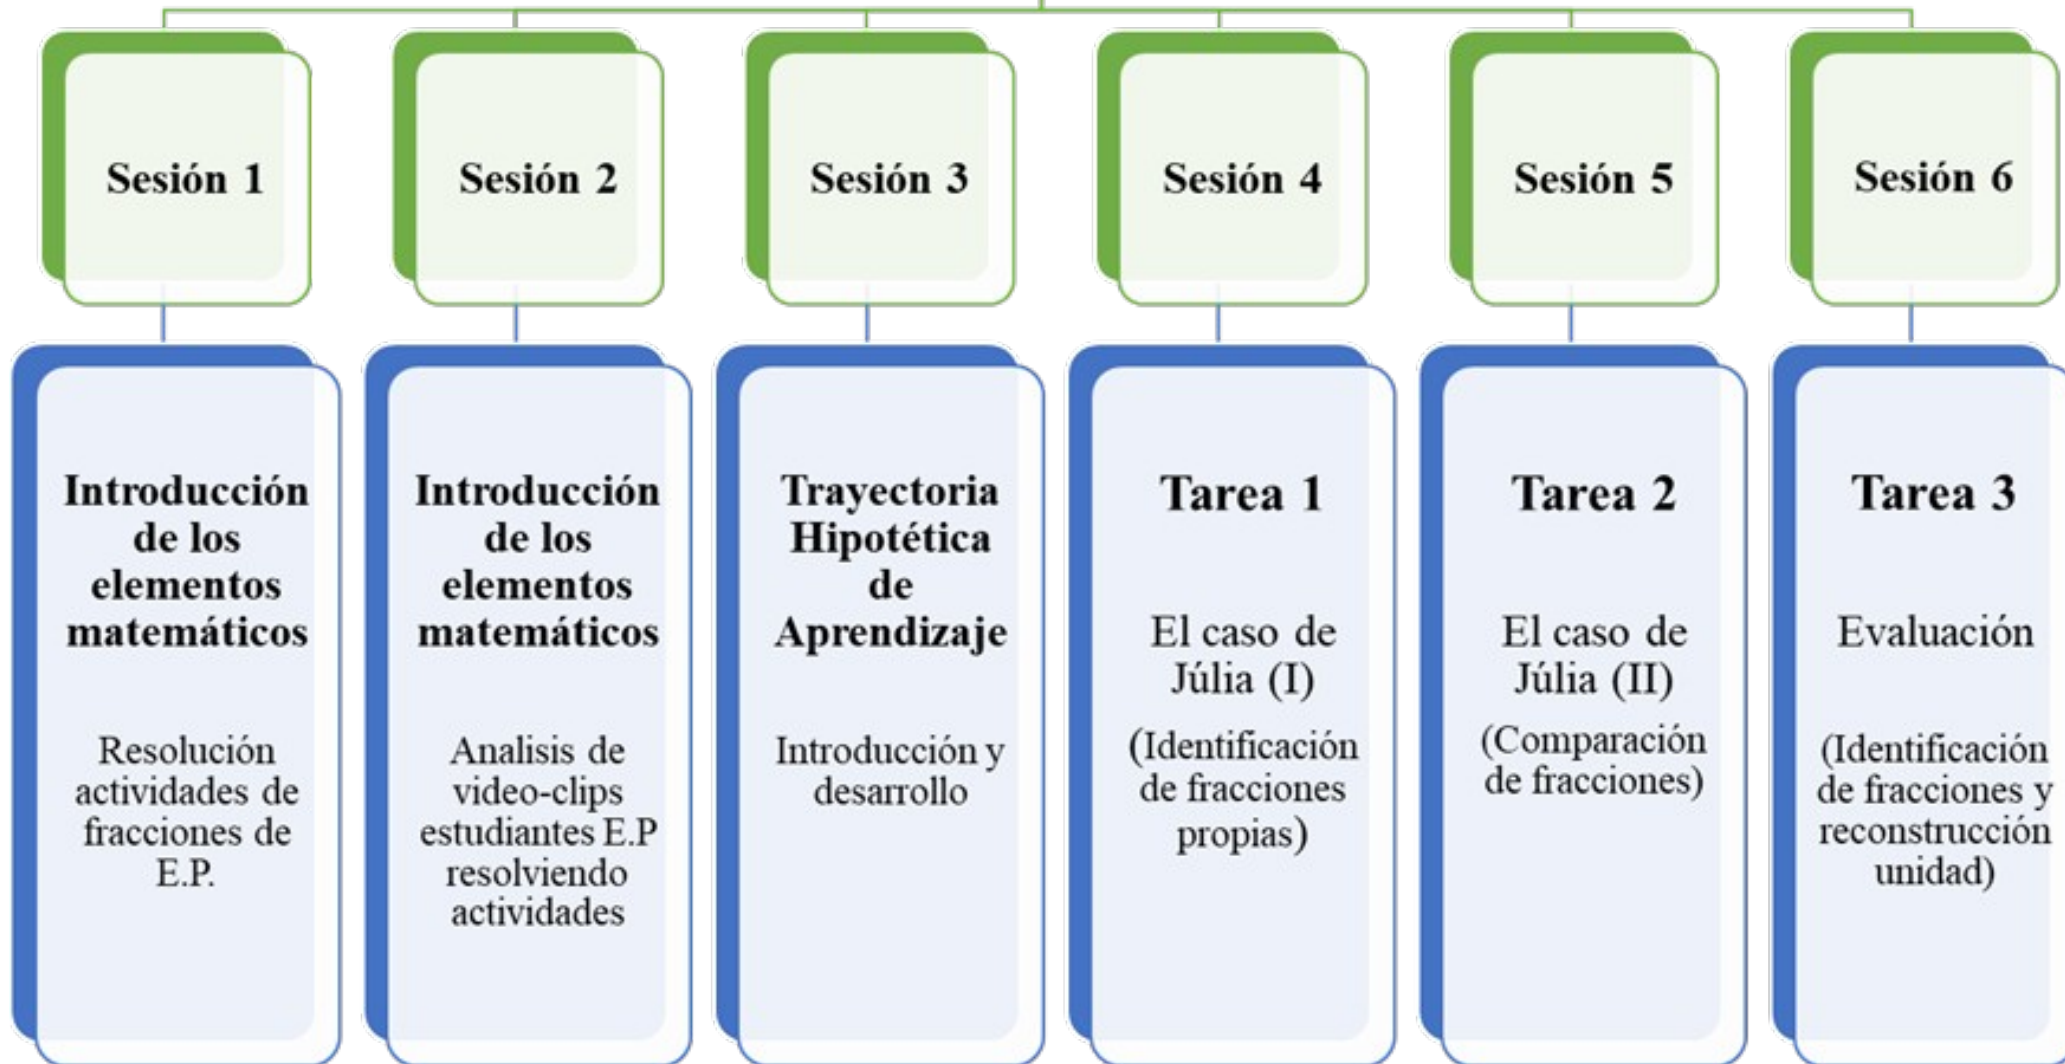 Sesión 1
Sesión 2
Sesión 3
Sesión 4
Sesión 5
Sesión 6
Introducción
de los
elementos
matemáticos
Resolución
actividades de
fracciones de
E.P.
Introducción
de los
elementos
matemáticos
Analisis de
video-clips
estudiantes E.P
resolviendo
actividades
Trayectoria
Hipotética
de
Aprendizaje
Introducción y
desarrollo
Tarea 1
El caso de
Júlia (I)
(Identificación
de fracciones
propias)
Tarea 2
El caso de
Júlia (II)
(Comparación
de fracciones)
Tarea 3
Evaluación
(Identificación
de fracciones y
reconstrucción
unidad)